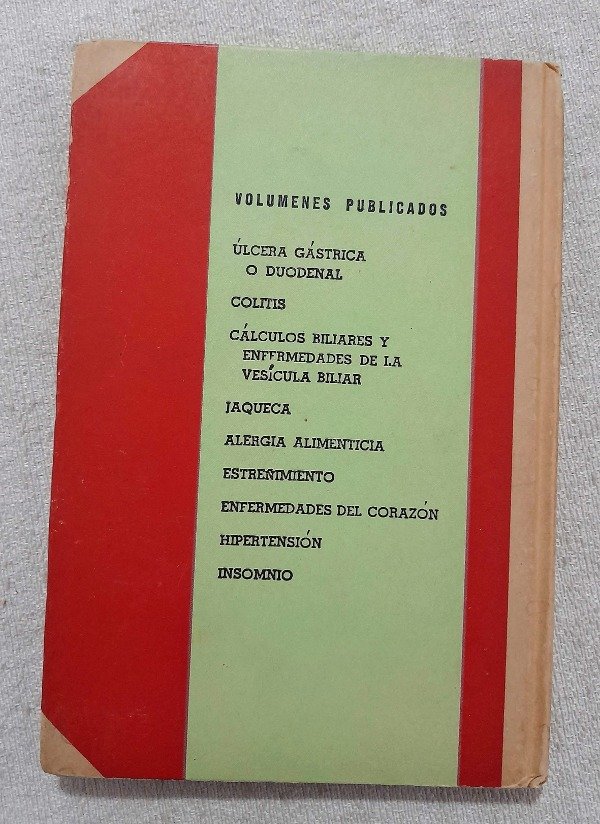 VOLUMENES PUBLICADOS
ÚLCERA GÁSTRICA
O DUODENAL
COLITIS
CÁLCULOS BILIARES Y
ENFERMEDADES DE LA
VESÍCULA BILIAR
JAQUECA
ALERGIA ALIMENTICIA
ESTREÑIMIENTO
ENFERMEDADES DEL CORAZÓN
HIPERTENSIÓN
INSOMNIO